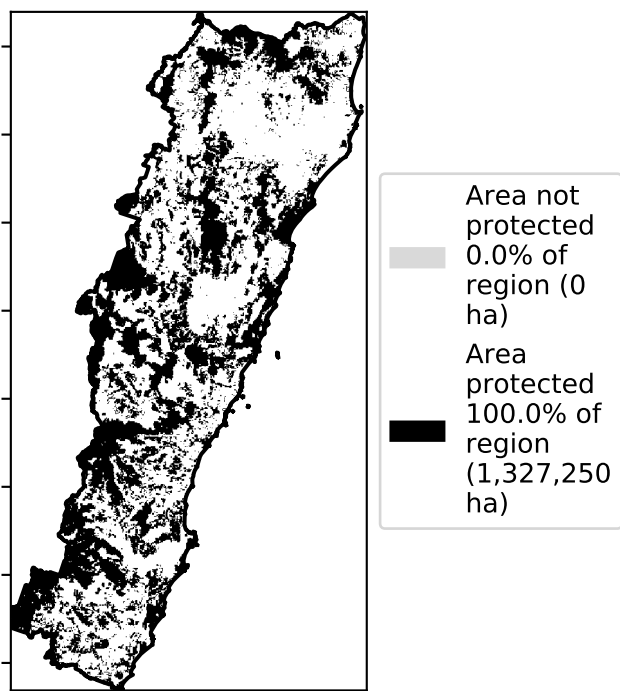 Area not
protected
0.0% of
region (0
ha)
Area
protected
100.0% of
region
(1,327,250
ha)